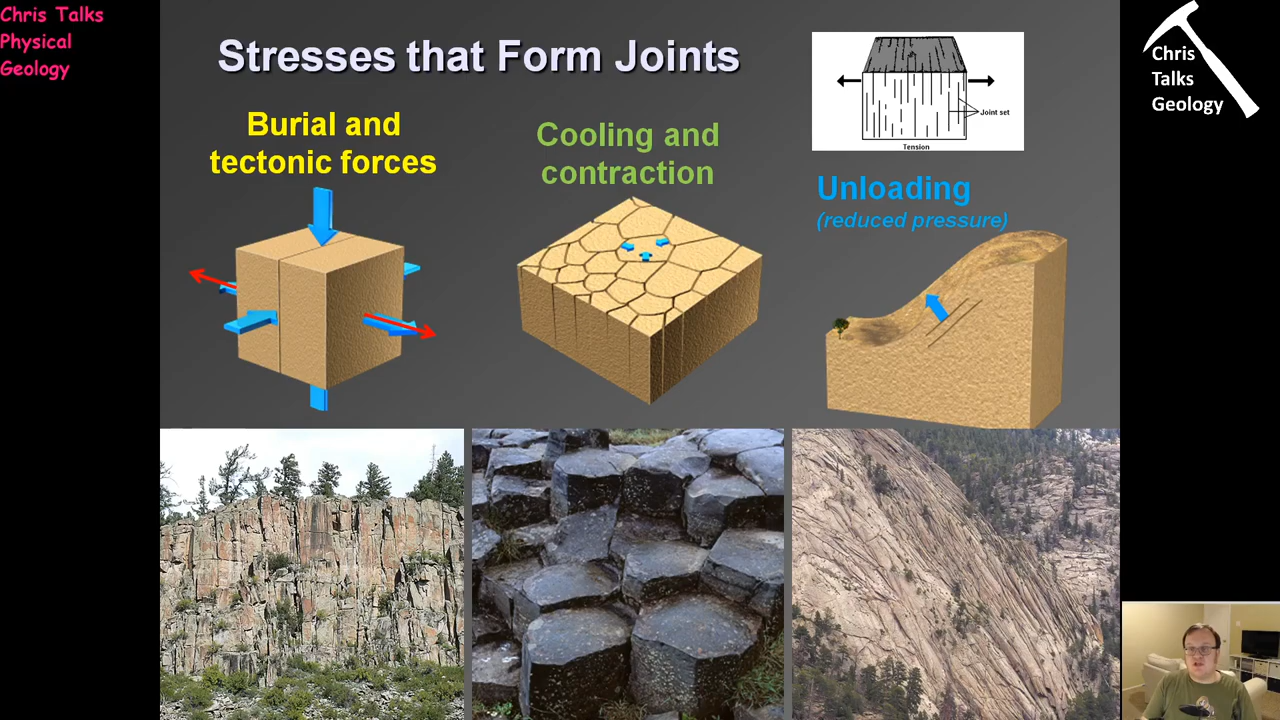 Chris Talks
Physical
Geology
Stresses that Form Joints
Chris
Talks
Geology
Joint set
Tension
Burial and
tectonic forces
Cooling and
contraction
Unloading
(reduced pressure)